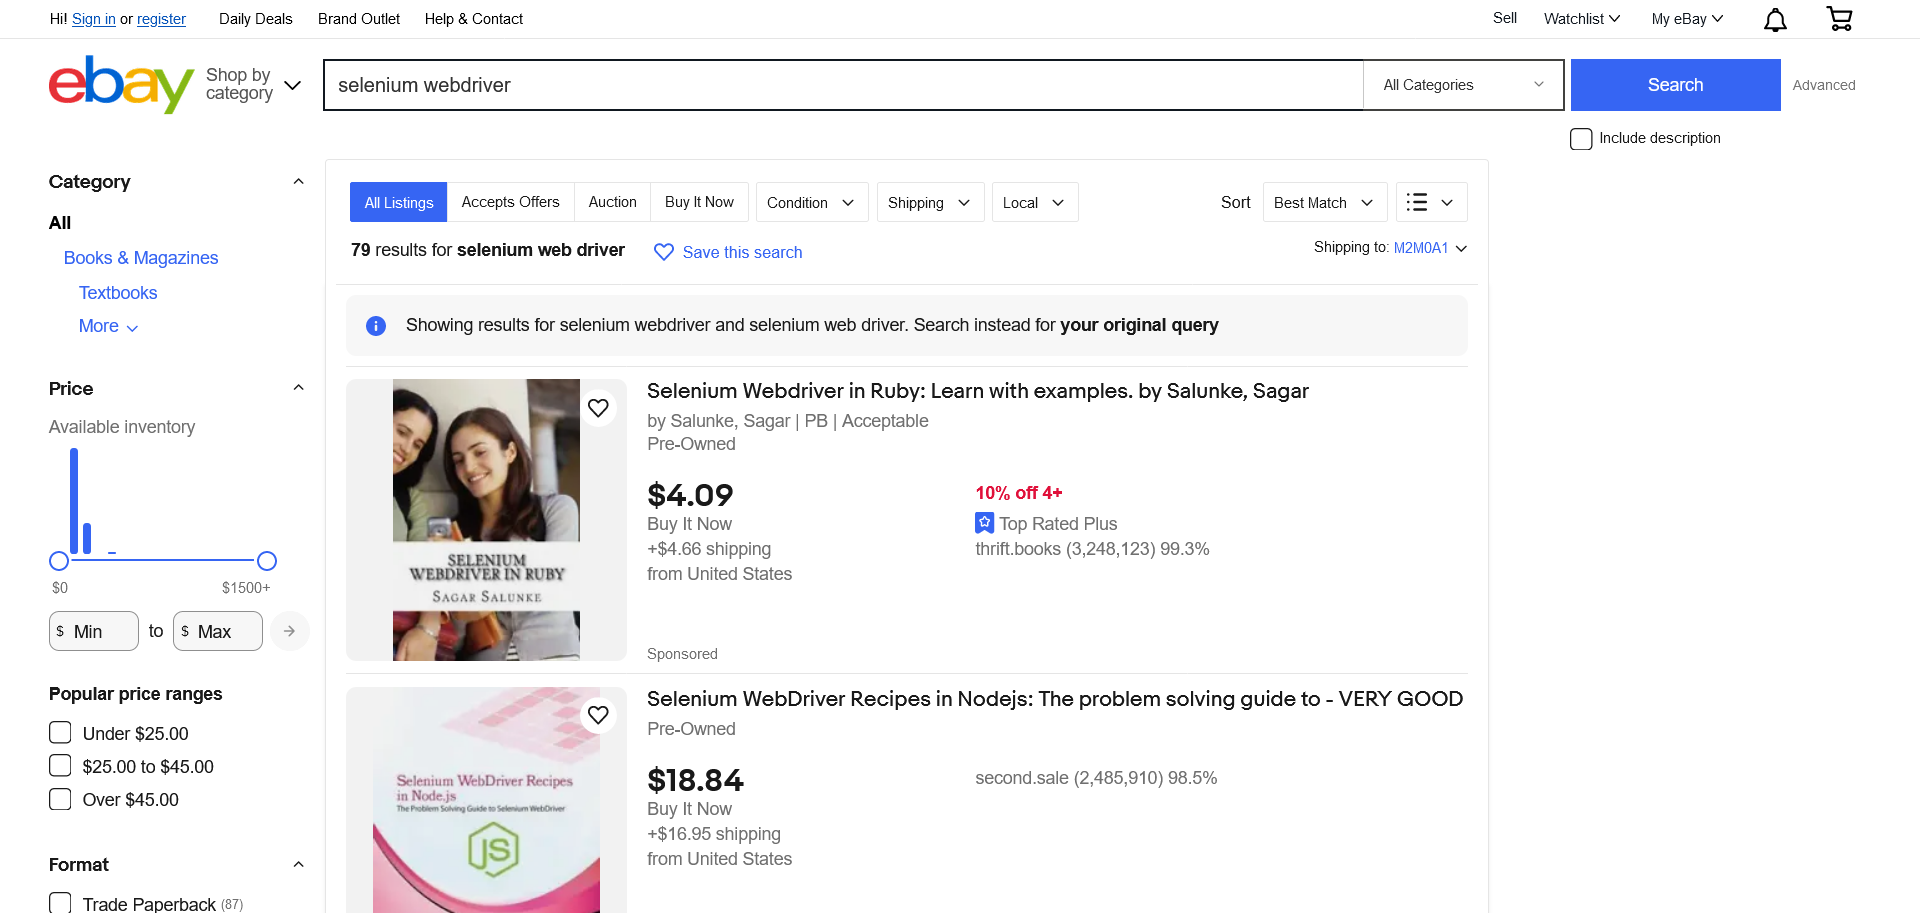 Hi! Sign in or register
Daily Deals
Brand Outlet
Help & Contact
Sell
Watchlist
My eBay
ebay
Shop by
category
selenium webdriver
All Categories
Search
Advanced
Include description
Category
All
Books & Magazines
Textbooks
More
Price
Available inventory
$0
$1500+
$ Min
to
$ Max
Popular price ranges
Under $25.00
$25.00 to $45.00
Over $45.00
Format
Trade Paperback (87)
All Listings
Accepts Offers
Auction
Buy It Now
Condition
Shipping
Local
Sort
Best Match
79 results for selenium web driver
Save this search
Shipping to: M2M0A1
Showing results for selenium webdriver and selenium web driver. Search instead for your original query
SELENIUM
WEBDRIVER IN RUBY
SAGAR SALUNKE
Selenium Webdriver in Ruby: Learn with examples. by Salunke, Sagar
by Salunke, Sagar | PB | Acceptable
Pre-Owned
$4.09
Buy It Now
+$4.66 shipping
from United States
10% off 4+
Top Rated Plus
thrift.books (3,248,123) 99.3%
Sponsored
Selenium WebDriver Recipes
in Node.js
The Problem Solving Guide to Selenium WebDriver
JS
Selenium WebDriver Recipes in Nodejs: The problem solving guide to - VERY GOOD
Pre-Owned
$18.84
Buy It Now
+$16.95 shipping
from United States
second.sale (2,485,910) 98.5%